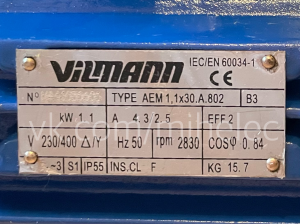 VILMANN IEC/EN 60034-1
CE
N° TYPE AEM 1,1x30.A.802 B3
kW 1.1 A 4.3 2.5 EFF2
V 230/400 Δ/Y Hz 50 rpm 2830 COSφ 0.84
~3 S1 IP55 INS.CL F KG 15.7